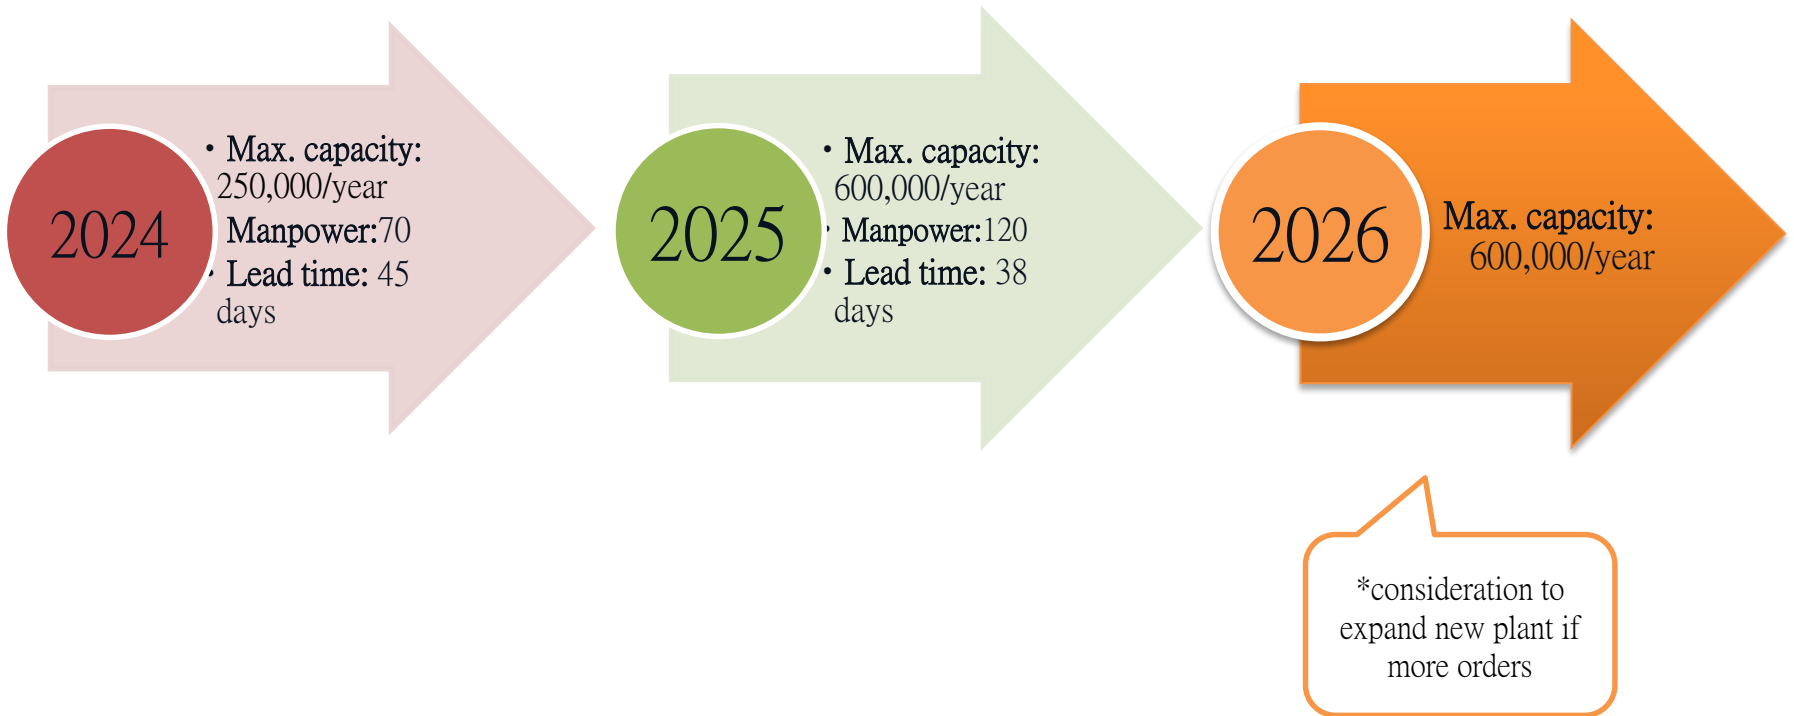 2024
• Max. capacity:
250,000/year
Manpower:70
• Lead time: 45
days
2025
• Max. capacity:
600,000/year
• Manpower:120
• Lead time: 38
days
2026
Max. capacity:
600,000/year
*consideration to
expand new plant if
more orders